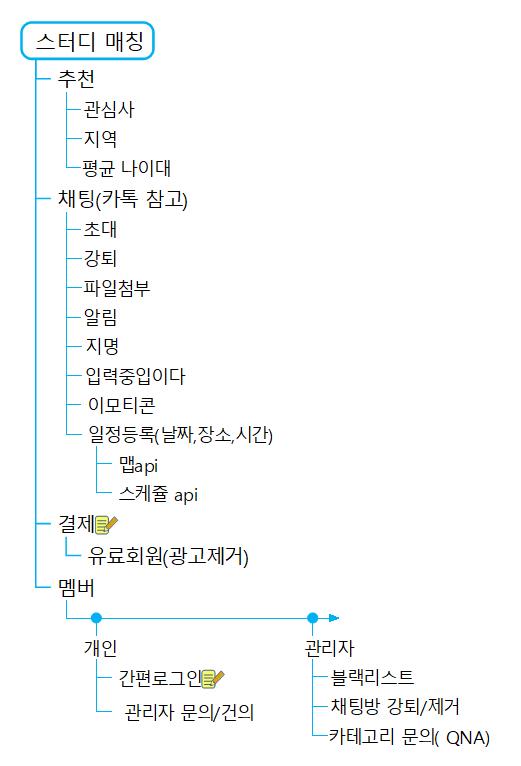 스터디 매칭
추천
관심사
지역
평균 나이대
채팅(카톡 참고)
초대
강퇴
파일첨부
알림
지명
입력중입이다
이모티콘
일정등록(날짜,장소,시간)
맵api
스케쥴 api
결제
유료회원(광고제거)
멤버
개인
관리자
간편로그인
블랙리스트
관리자 문의/건의
채팅방 강퇴/제거
카테고리 문의( QNA)